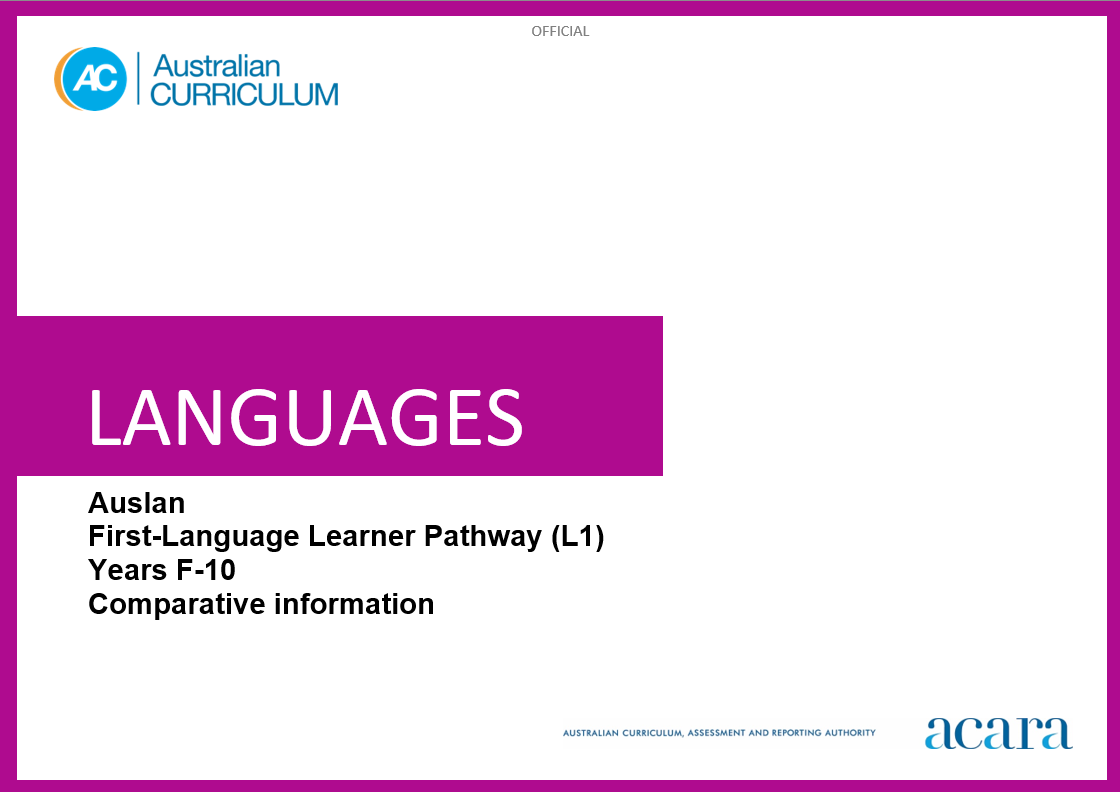 OFFICIAL
AC
Australian
CURRICULUM
LANGUAGES
Auslan
First-Language Learner Pathway (L1)
Years F-10
Comparative information
AUSTRALIAN CURRICULUM, ASSESSMENT AND REPORTING AUTHORITY
acara